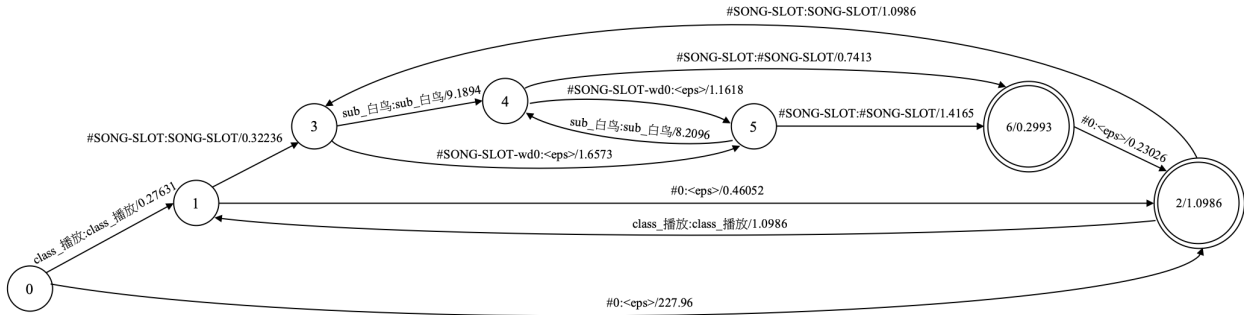 #SONG-SLOT:SONG-SLOT/1.0986
#SONG-SLOT:#SONG-SLOT/0.7413
sub_白鸟:sub_白鸟/9.1894
4
#SONG-SLOT-wd0:<eps>/1.1618
3
5
#SONG-SLOT:#SONG-SLOT/1.4165
6/0.2993
#0:<eps>/0.23026
sub_白鸟:sub_白鸟/8.2096
#SONG-SLOT:SONG-SLOT/0.32236
#SONG-SLOT-wd0:<eps>/1.6573
class_播放:class_播放/0.27631
1
#0:<eps>/0.46052
2/1.0986
class_播放:class_播放/1.0986
0
#0:<eps>/227.96